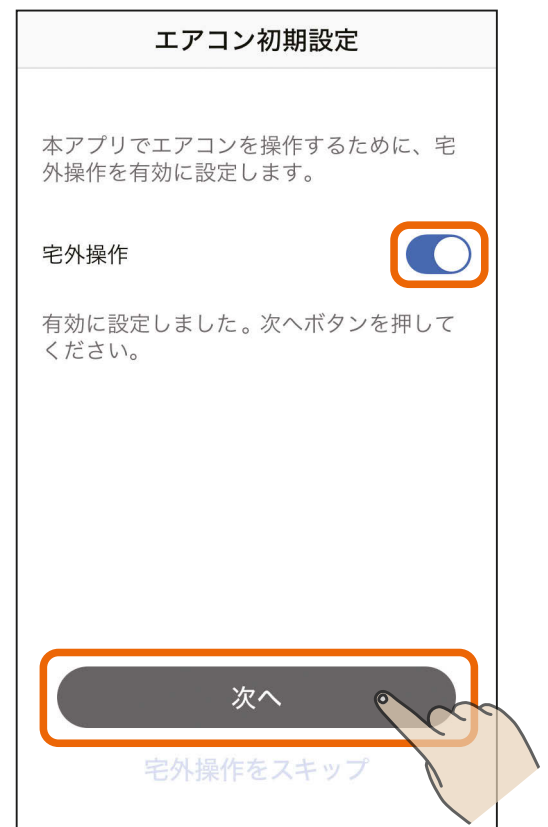 エアコン初期設定
本アプリでエアコンを操作するために、宅
外操作を有効に設定します。
宅外操作
有効に設定しました。次へボタンを押して
ください。
次へ
宅外操作をスキップ